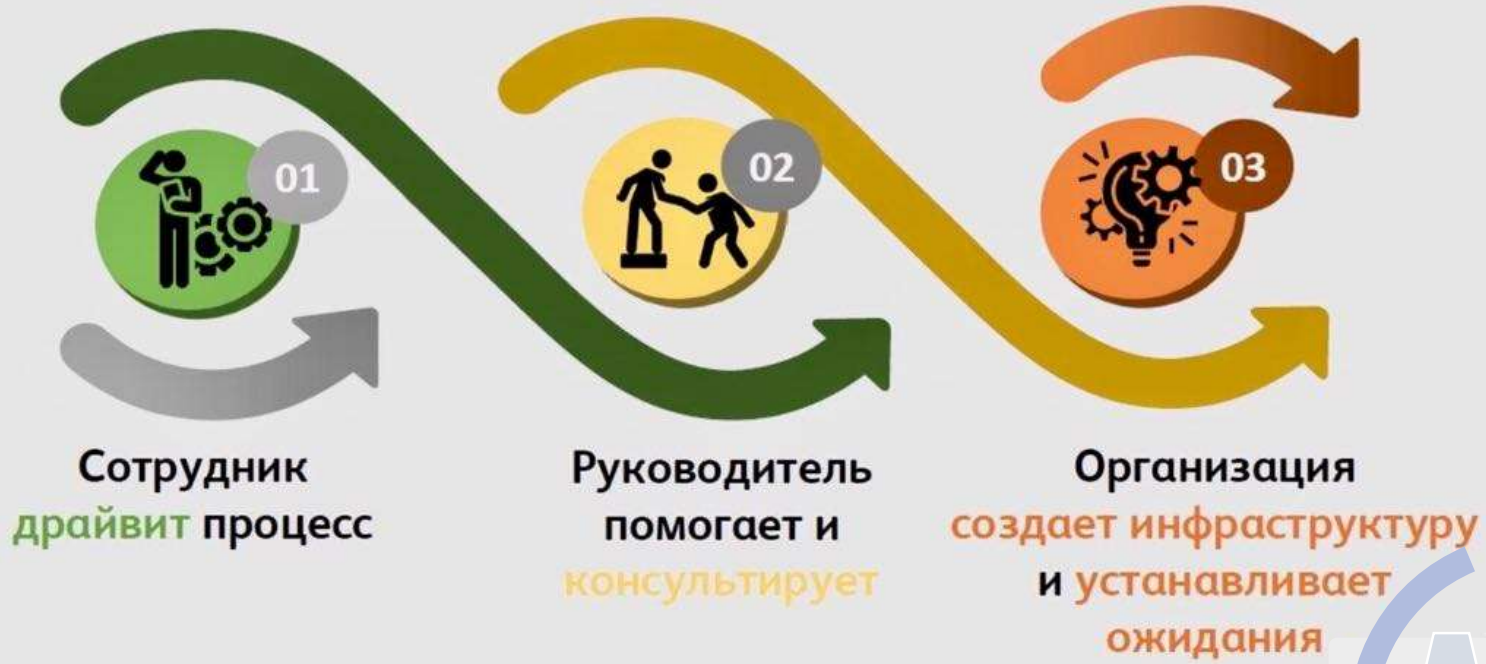 01
02
03
Сотрудник
драйвит процесс
Руководитель
помогает и
консультирует
Организация
создает инфраструктуру
и устанавливает
ожидания